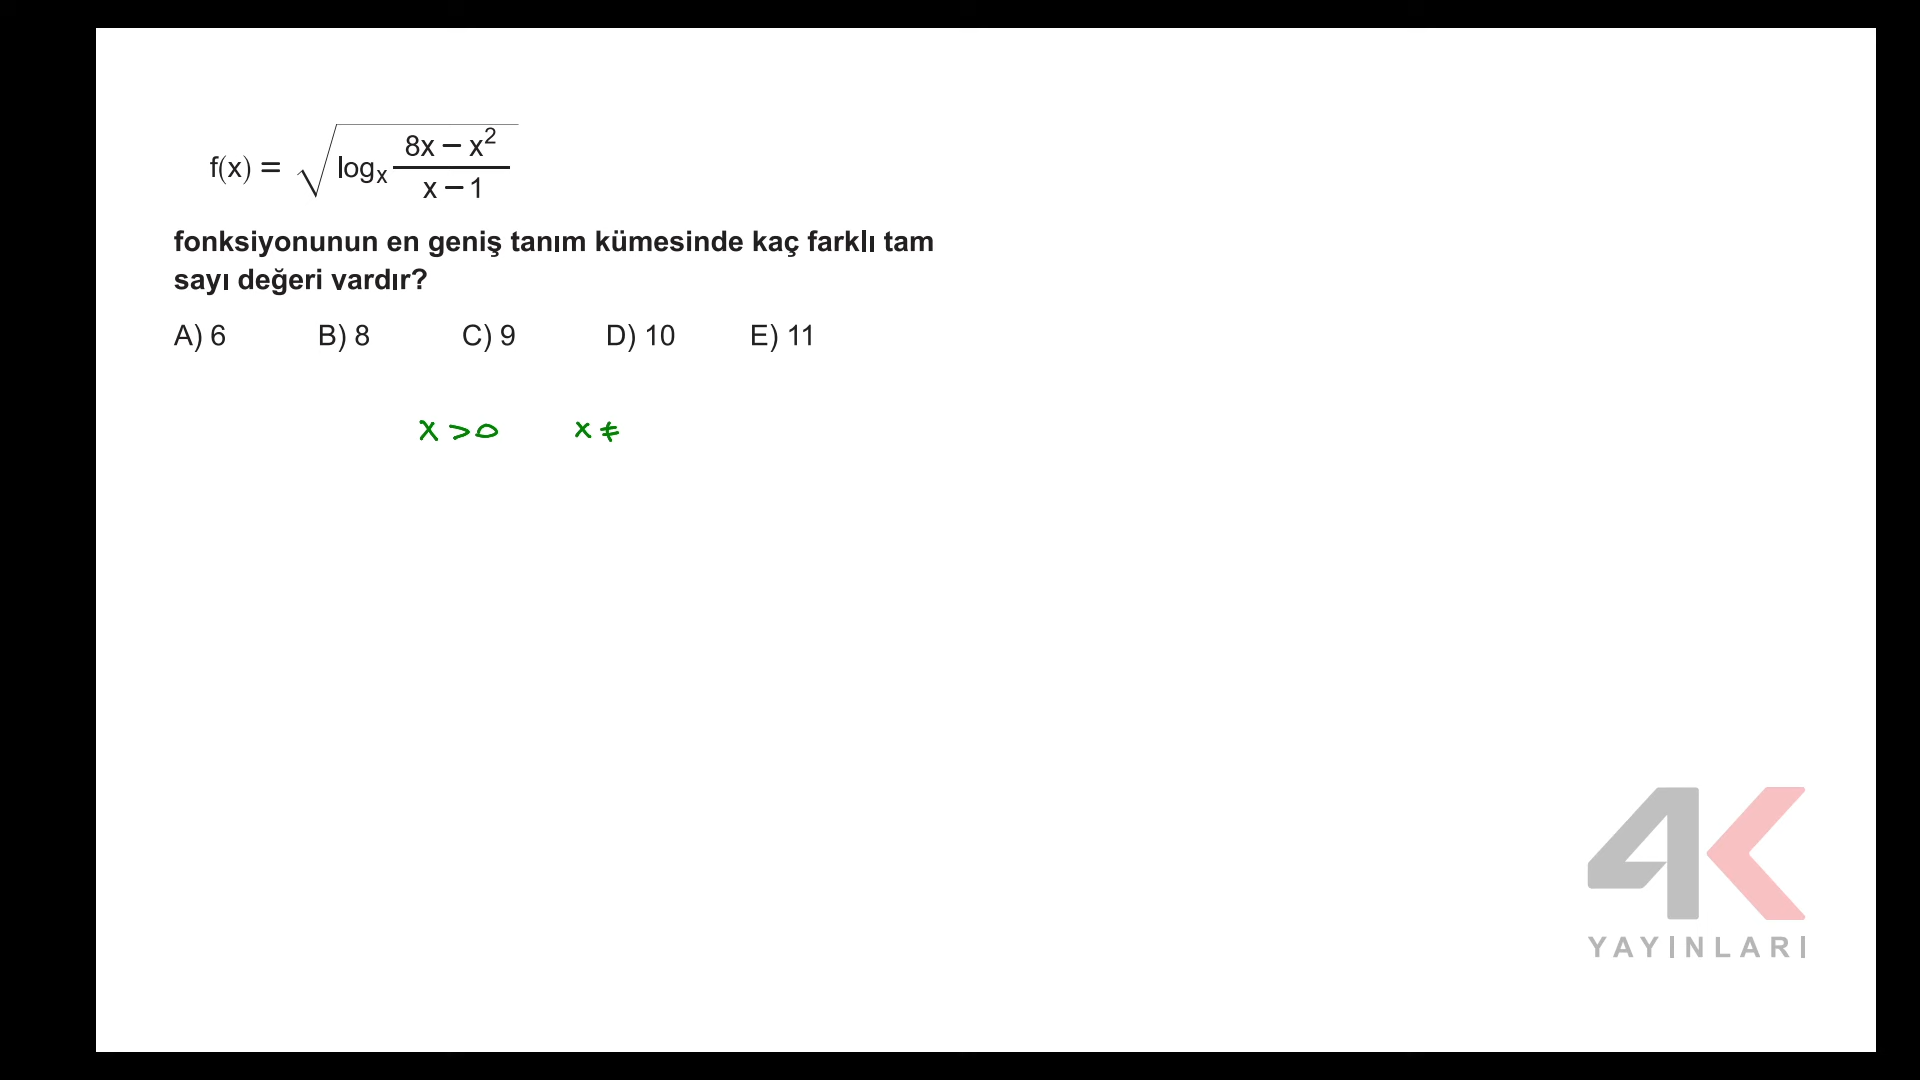 f(x) = √(log_x (8x − x²)/(x − 1))
fonksiyonunun en geniş tanım kümesinde kaç farklı tam
sayı değeri vardır?
A) 6 B) 8 C) 9 D) 10 E) 11
x > 0 x ≠
4K
YAYINLARI